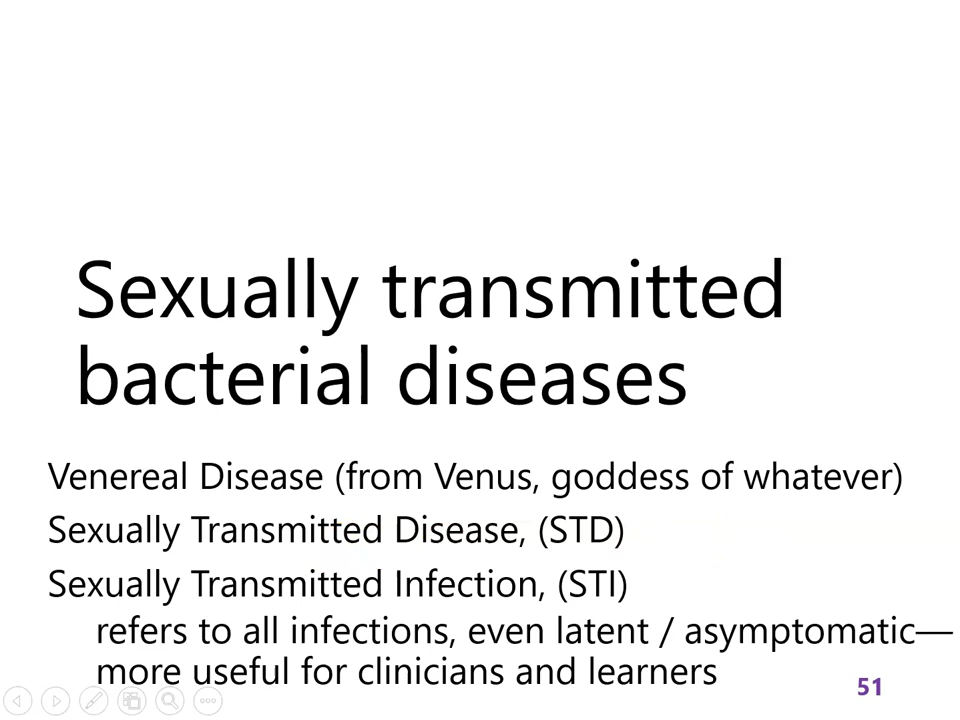 Sexually transmitted
bacterial diseases
Venereal Disease (from Venus, goddess of whatever)
Sexually Transmitted Disease, (STD)
Sexually Transmitted Infection, (STI)
refers to all infections, even latent / asymptomatic—
more useful for clinicians and learners
51